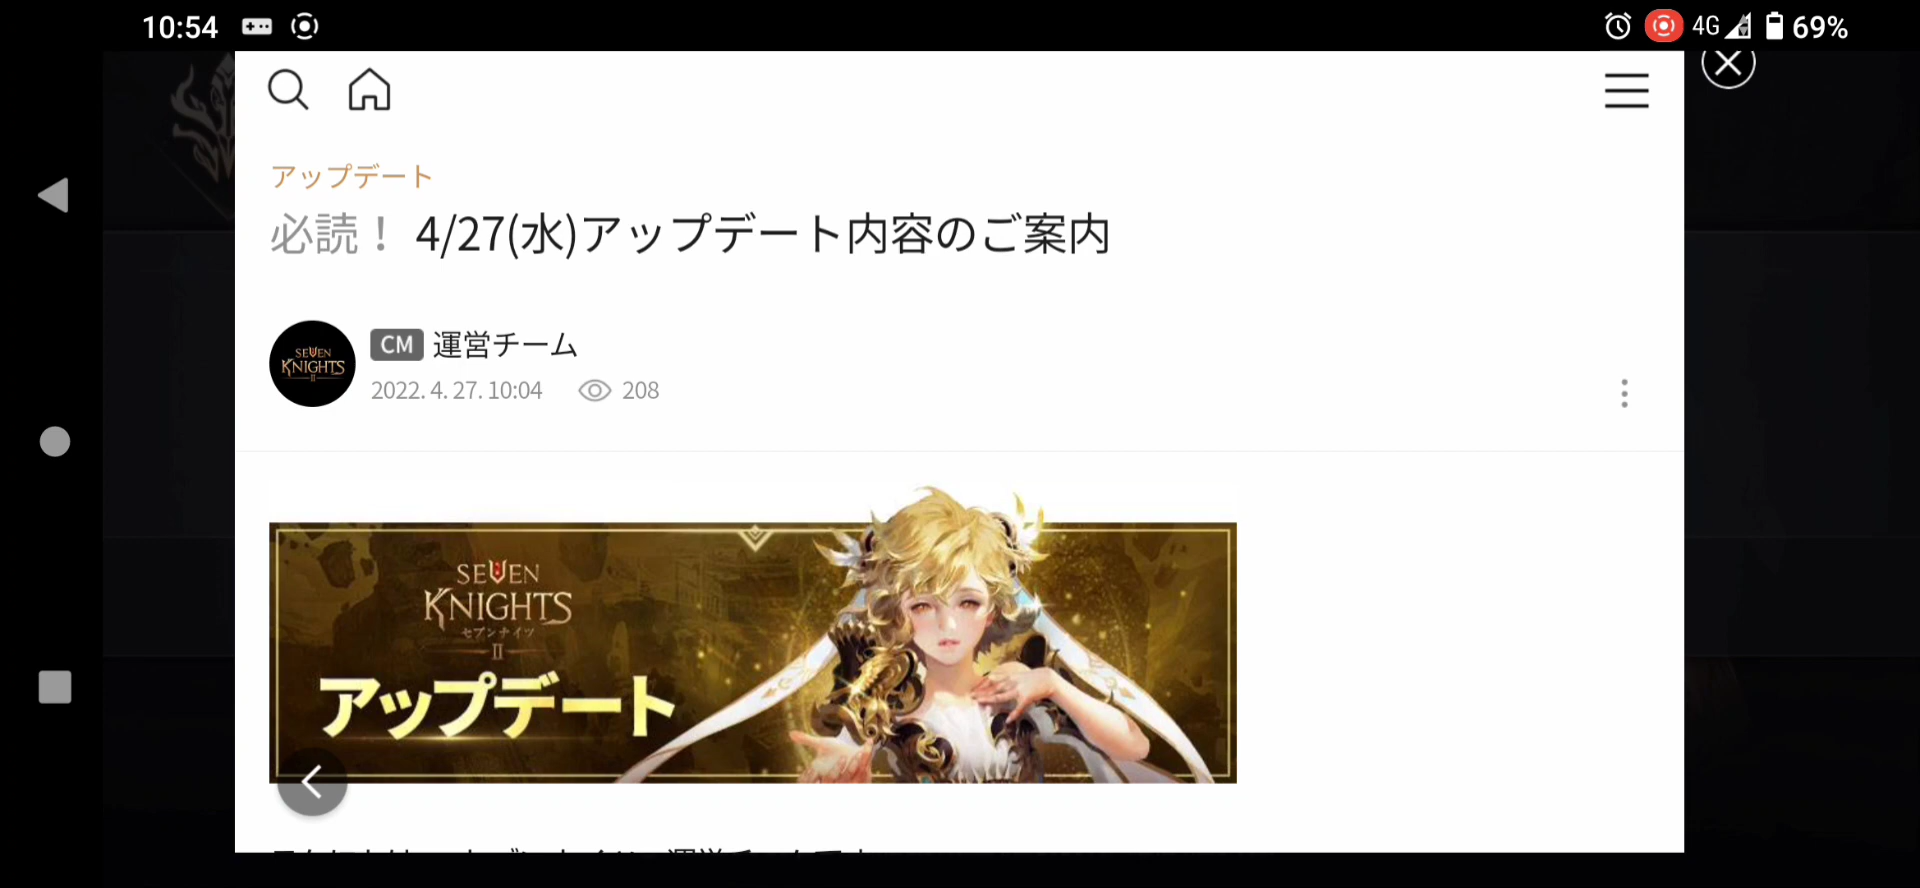 10:54
4G 69%
アップデート
必読！ 4/27(水)アップデート内容のご案内
SEVEN KNIGHTS II
CM 運営チーム
2022. 4. 27. 10:04 208
SEVEN
KNIGHTS
セブンナイツ
II
アップデート